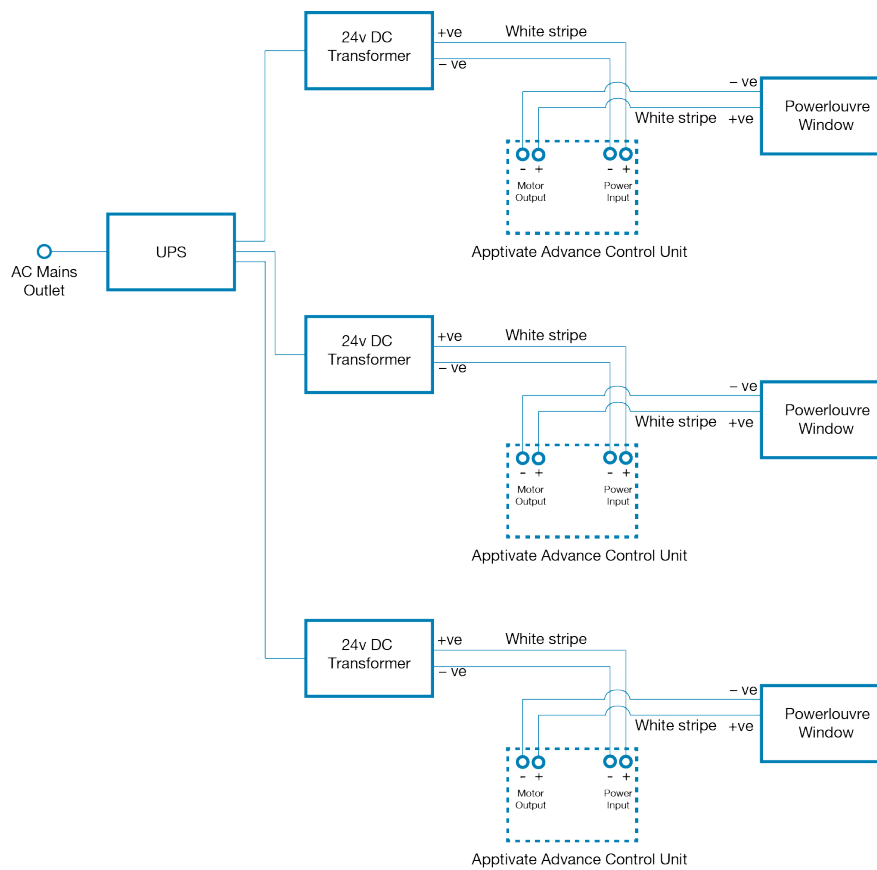 24v DC
Transformer
+ve
White stripe
– ve
– ve
White stripe
+ve
Powerlouvre
Window
- +
- +
Motor
Output
Power
Input
Apptivate Advance Control Unit
AC Mains
Outlet
UPS
24v DC
Transformer
+ve
White stripe
– ve
– ve
White stripe
+ve
Powerlouvre
Window
- +
- +
Motor
Output
Power
Input
Apptivate Advance Control Unit
24v DC
Transformer
+ve
White stripe
– ve
– ve
White stripe
+ve
Powerlouvre
Window
- +
- +
Motor
Output
Power
Input
Apptivate Advance Control Unit